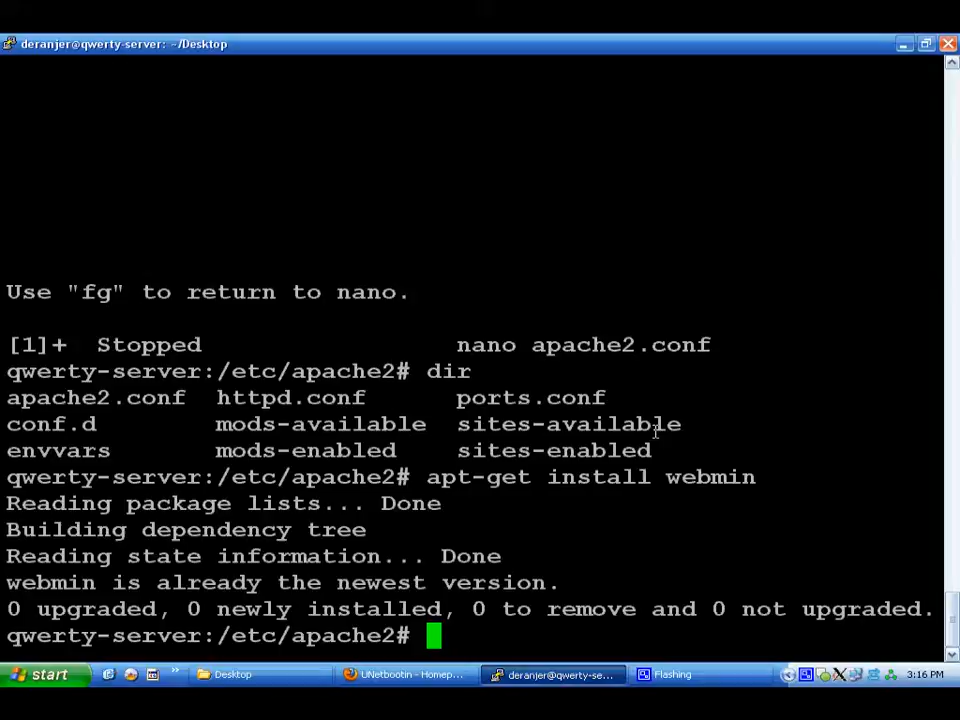 deranjer@qwerty-server: ~/Desktop
Use "fg" to return to nano.
[1]+  Stopped                 nano apache2.conf
qwerty-server:/etc/apache2# dir
apache2.conf  httpd.conf      ports.conf
conf.d        mods-available  sites-available
envvars       mods-enabled    sites-enabled
qwerty-server:/etc/apache2# apt-get install webmin
Reading package lists... Done
Building dependency tree
Reading state information... Done
webmin is already the newest version.
0 upgraded, 0 newly installed, 0 to remove and 0 not upgraded.
qwerty-server:/etc/apache2#
start » Desktop UNetbootin - Homep... deranjer@qwerty-se... Flashing 3:16 PM